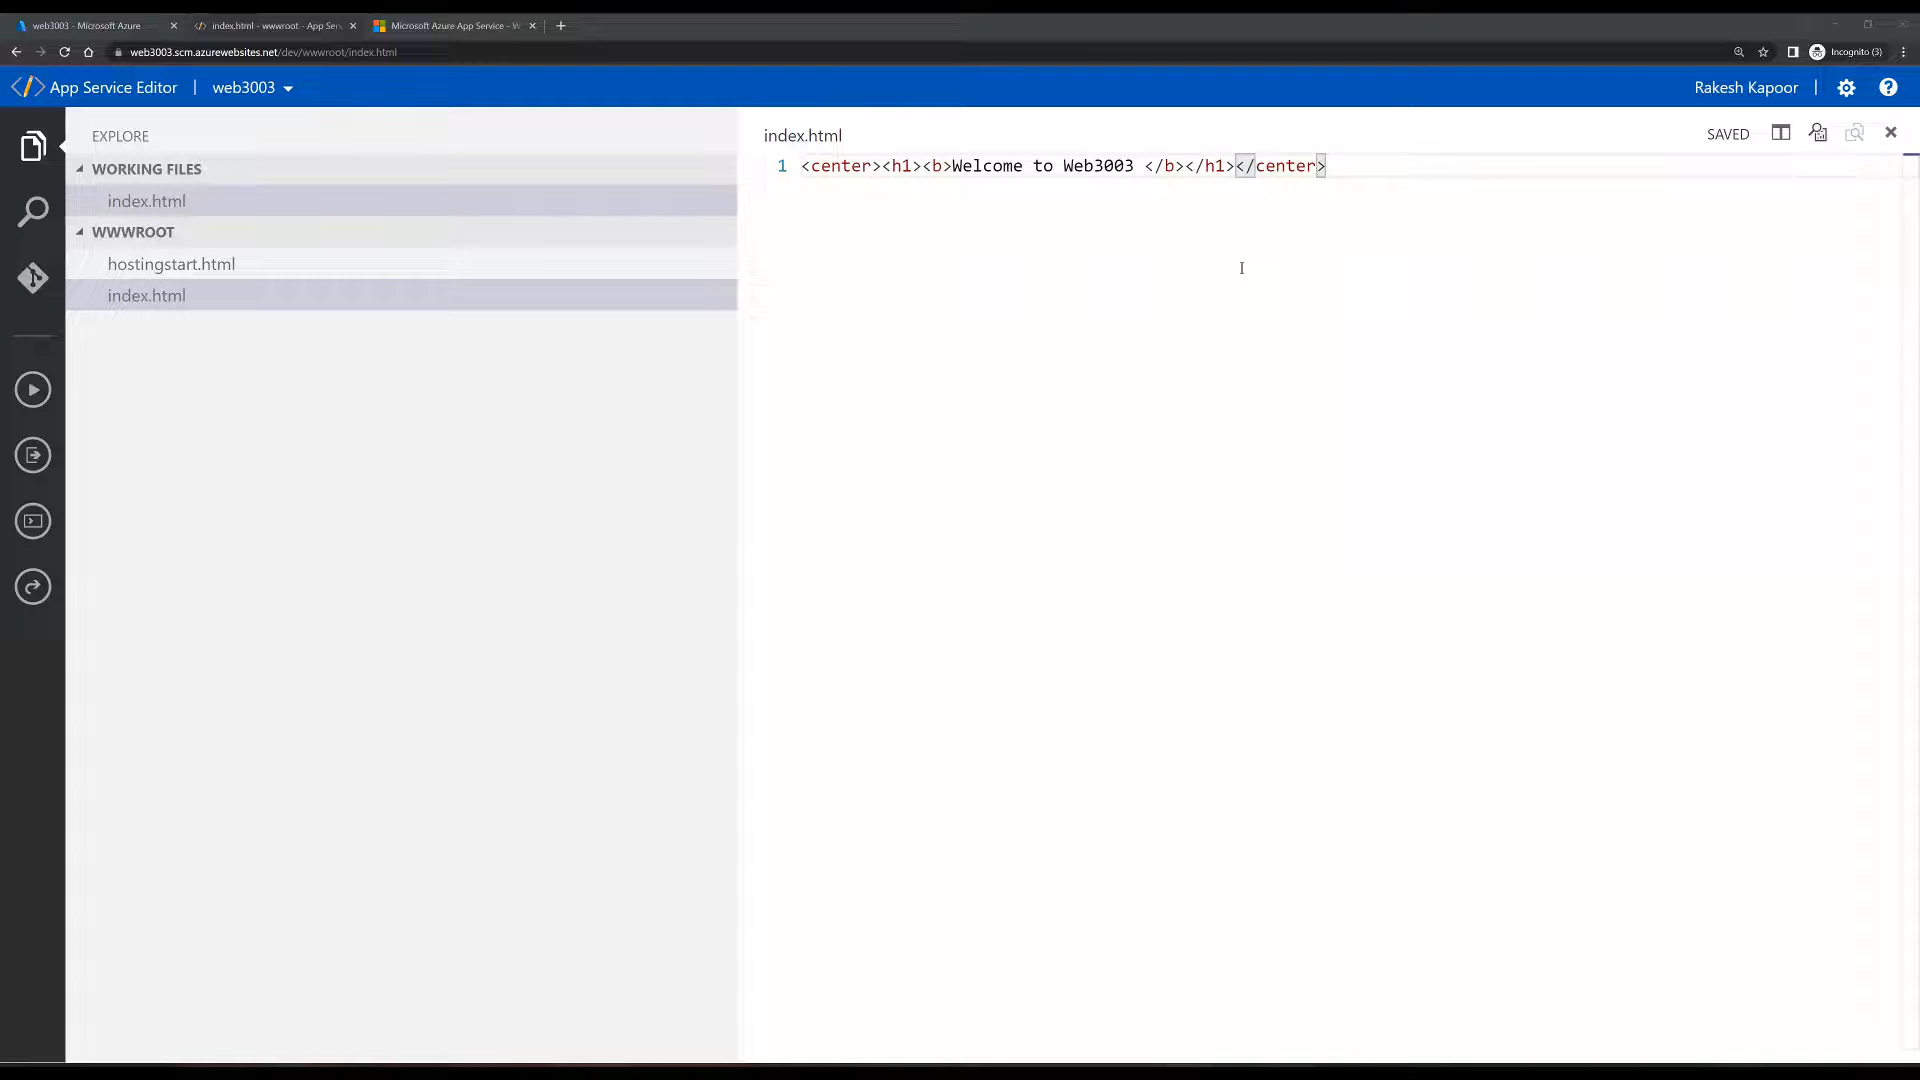 web3003 - Microsoft Azure
index.html - wwwroot - App Serv
Microsoft Azure App Service - W
web3003.scm.azurewebsites.net/dev/wwwroot/index.html
Incognito (3)
App Service Editor | web3003
Rakesh Kapoor |
EXPLORE
WORKING FILES
index.html
WWWROOT
hostingstart.html
index.html
index.html
SAVED
1 <center><h1><b>Welcome to Web3003 </b></h1></center>